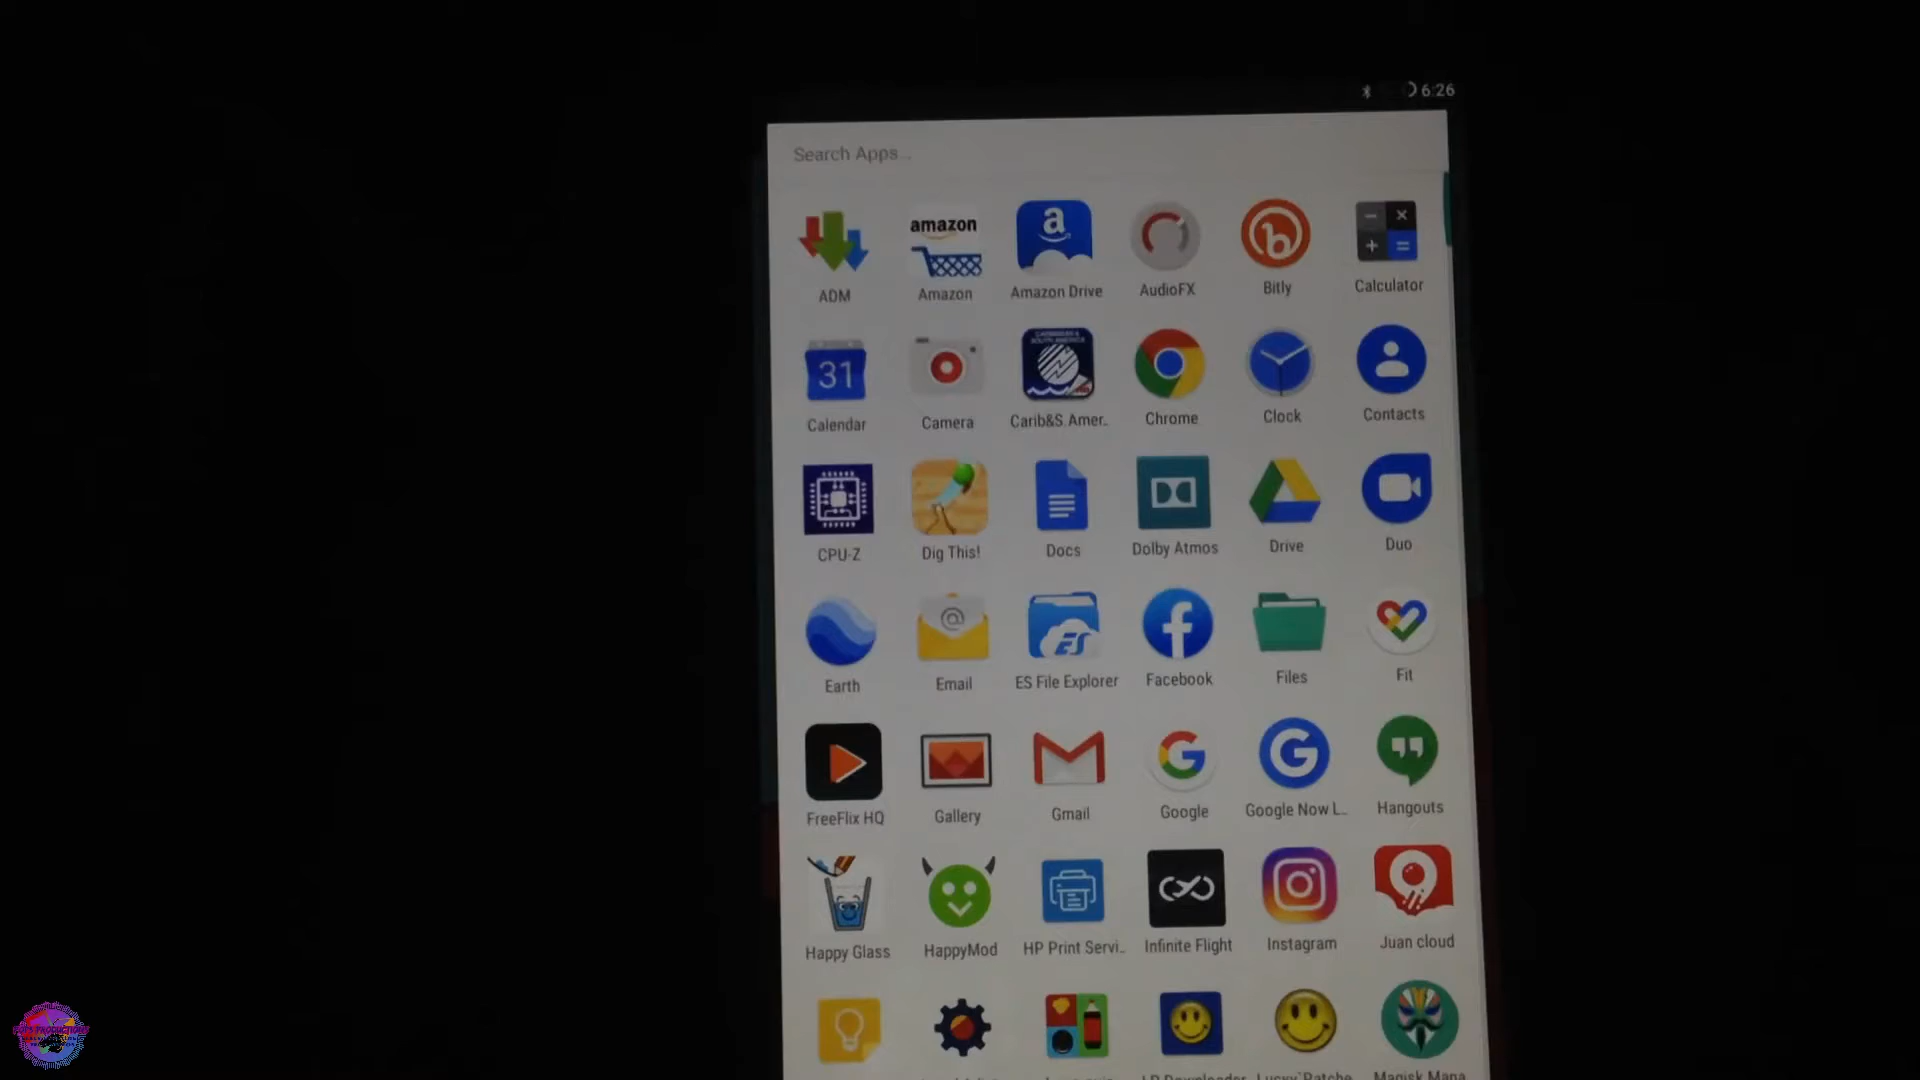 6:26
Search Apps...
amazon
ADM Amazon Amazon Drive AudioFX Bitly Calculator
31
Calendar Camera Carib&S. Amer.. Chrome Clock Contacts
CPU-Z Dig This! Docs Dolby Atmos Drive Duo
Earth Email ES File Explorer Facebook Files Fit
FreeFlix HQ Gallery Gmail Google Google Now L.. Hangouts
Happy Glass HappyMod HP Print Servi.. Infinite Flight Instagram Juan cloud